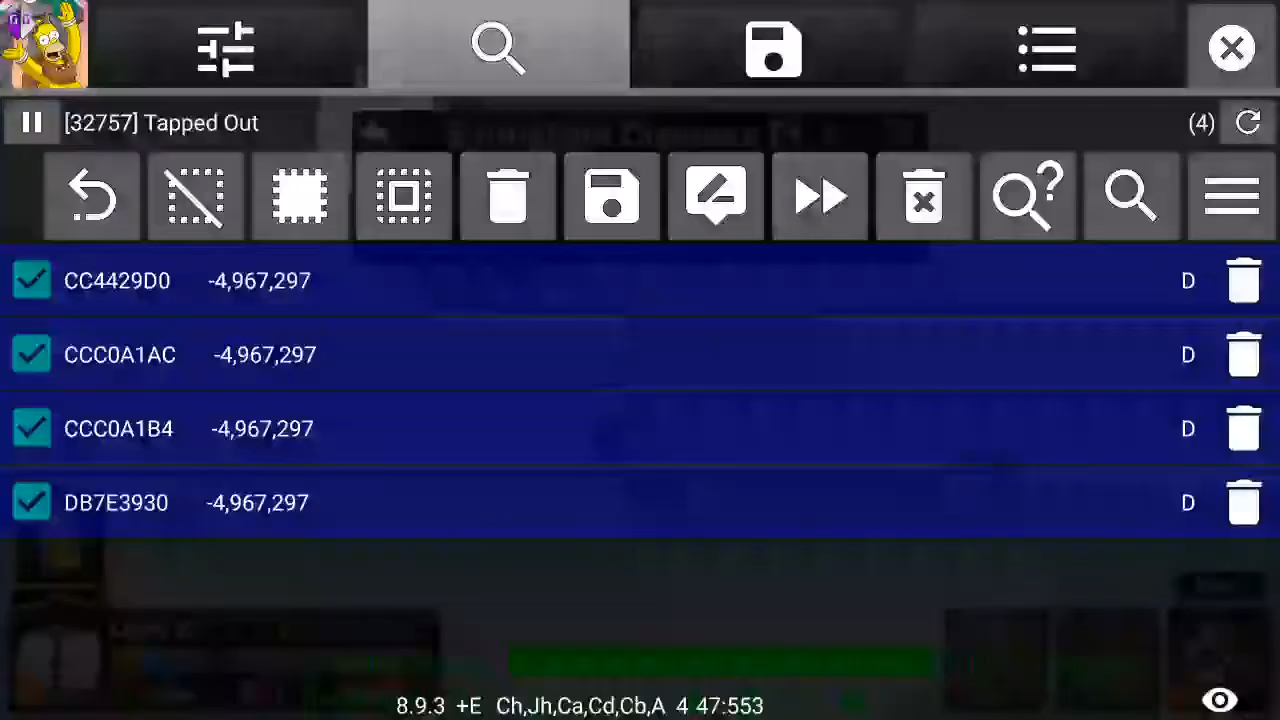 [32757] Tapped Out
(4)
CC4429D0 -4,967,297 D
CCC0A1AC -4,967,297 D
CCC0A1B4 -4,967,297 D
DB7E3930 -4,967,297 D
8.9.3 +E Ch,Jh,Ca,Cd,Cb,A 4 47:553